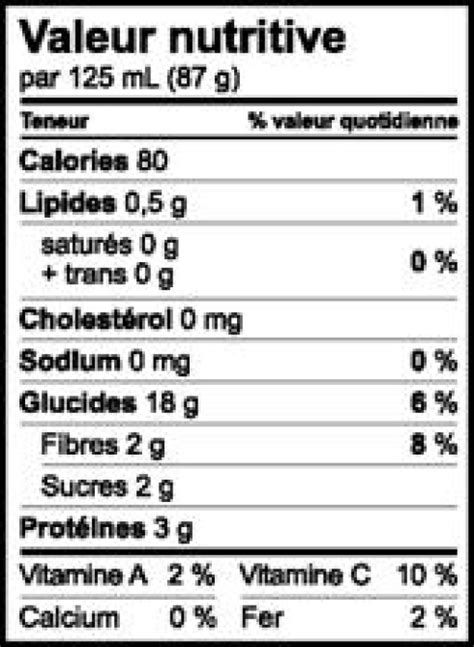 Valeur nutritive
par 125 mL (87 g)
Teneur % valeur quotidienne
Calories 80
Lipides 0,5 g 1 %
saturés 0 g
+ trans 0 g 0 %
Cholestérol 0 mg
Sodium 0 mg 0 %
Glucides 18 g 6 %
Fibres 2 g 8 %
Sucres 2 g
Protéines 3 g
Vitamine A 2 % Vitamine C 10 %
Calcium 0 % Fer 2 %